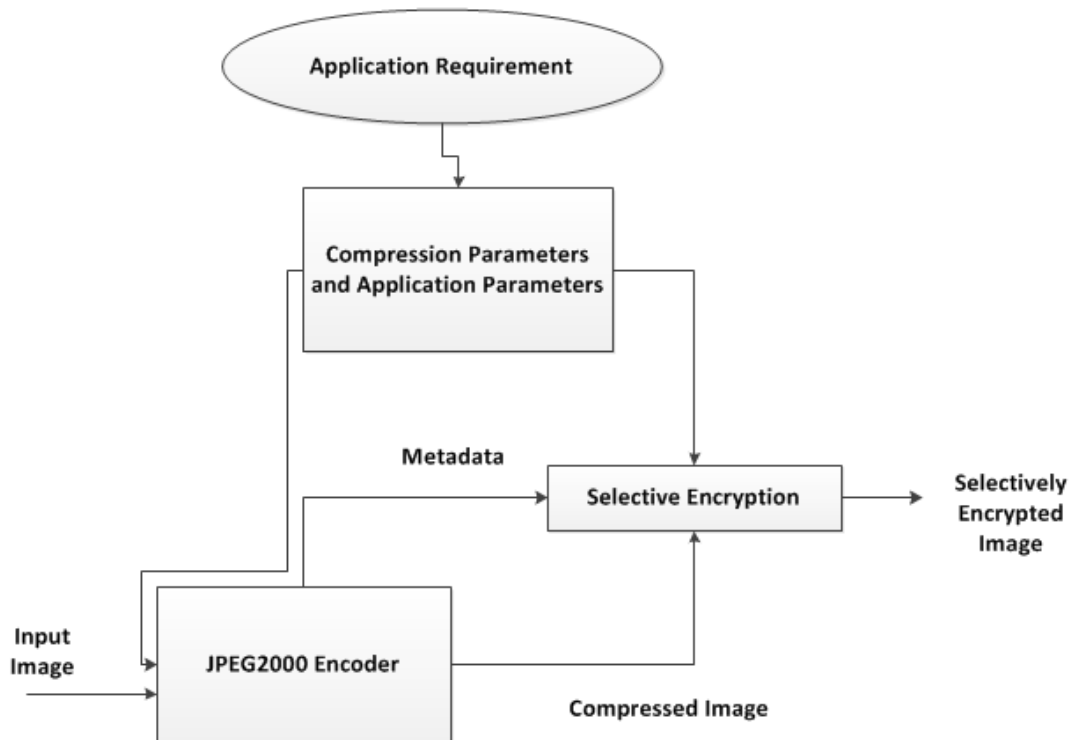 Application Requirement
Compression Parameters
and Application Parameters
Metadata
Selective Encryption
Selectively
Encrypted
Image
Input
Image
JPEG2000 Encoder
Compressed Image